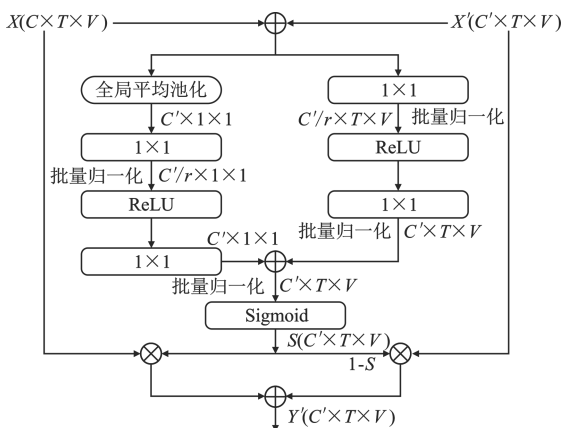 X(C×T×V)
X′(C′×T×V)
全局平均池化
1×1
C′×1×1
C′/r×T×V
批量归一化
1×1
ReLU
批量归一化
C′/r×1×1
ReLU
1×1
C′×1×1
批量归一化
C′×T×V
1×1
批量归一化
C′×T×V
Sigmoid
S(C′×T×V)
1-S
Y′(C′×T×V)